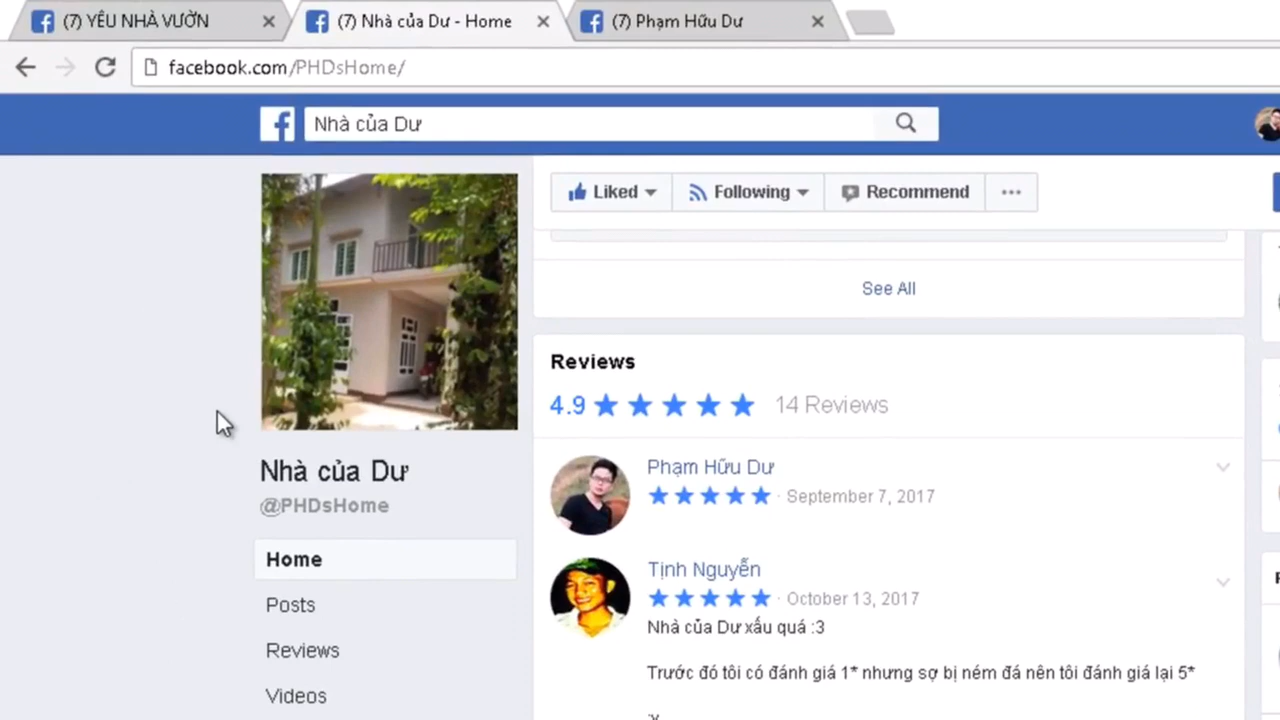 (7) YÊU NHÀ VƯỜN
(7) Nhà của Dư - Home
(7) Phạm Hữu Dư
facebook.com/PHDsHome/
Nhà của Dư
Liked
Following
Recommend
See All
Reviews
4.9
14 Reviews
Phạm Hữu Dư
· September 7, 2017
Tịnh Nguyễn
· October 13, 2017
Nhà của Dư xấu quá :3
Trước đó tôi có đánh giá 1* nhưng sợ bị ném đá nên tôi đánh giá lại 5*
Nhà của Dư
@PHDsHome
Home
Posts
Reviews
Videos